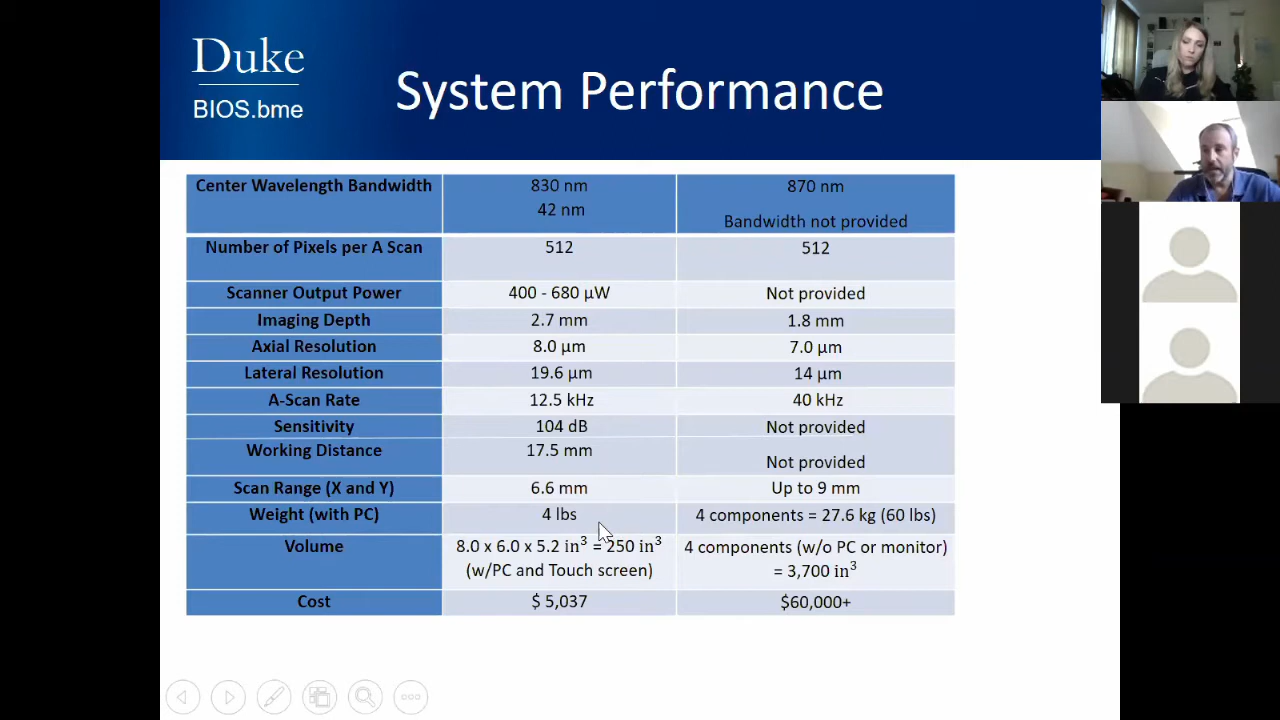 Duke
BIOS.bme
System Performance
Center Wavelength Bandwidth 830 nm 870 nm
42 nm Bandwidth not provided
Number of Pixels per A Scan 512 512
Scanner Output Power 400 - 680 µW Not provided
Imaging Depth 2.7 mm 1.8 mm
Axial Resolution 8.0 µm 7.0 µm
Lateral Resolution 19.6 µm 14 µm
A-Scan Rate 12.5 kHz 40 kHz
Sensitivity 104 dB Not provided
Working Distance 17.5 mm Not provided
Scan Range (X and Y) 6.6 mm Up to 9 mm
Weight (with PC) 4 lbs 4 components = 27.6 kg (60 lbs)
Volume 8.0 x 6.0 x 5.2 in³ = 250 in³ 4 components (w/o PC or monitor)
(w/PC and Touch screen) = 3,700 in³
Cost $ 5,037 $60,000+